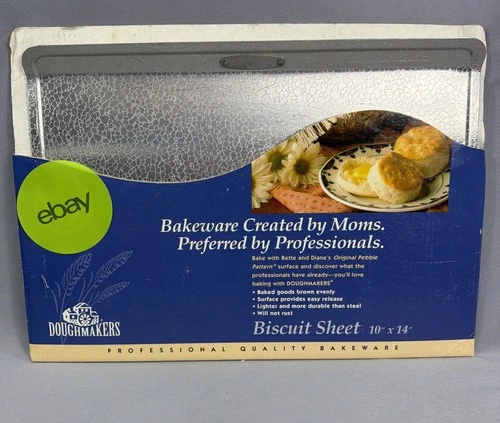 ebay
Bakeware Created by Moms.
Preferred by Professionals.
Bake with Bette and Diane's Original Pebble
Pattern™ surface and discover what the
professionals have already—you'll love
baking with DOUGHMAKERS®
• Baked goods brown evenly
• Surface provides easy release
• Lighter and more durable than steel
• Will not rust
DOUGHMAKERS
Biscuit Sheet 10" x 14"
PROFESSIONAL QUALITY BAKEWARE